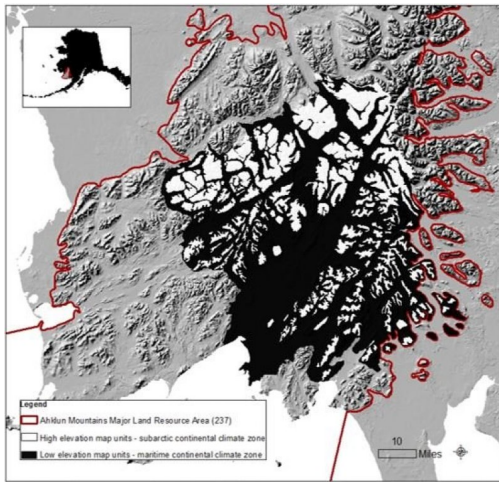 Legend
Ahklun Mountains Major Land Resource Area (237)
High elevation map units - subarctic continental climate zone
Low elevation map units - maritime continental climate zone
10
Miles